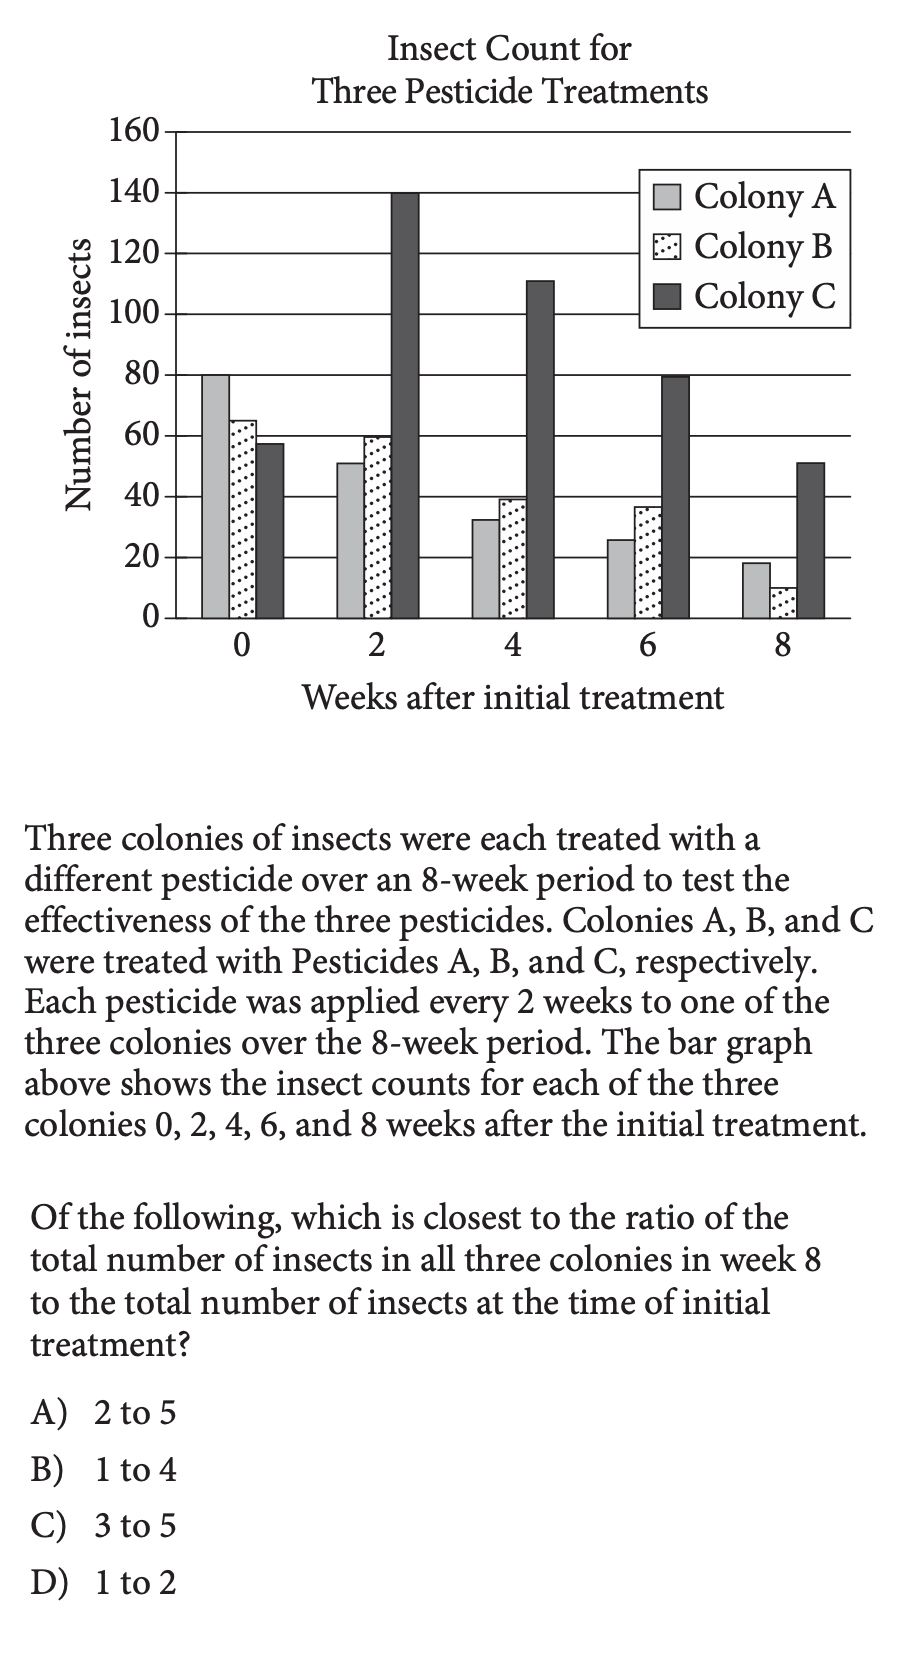 Insect Count for
Three Pesticide Treatments
160
140
120
100
80
60
40
20
0
Number of insects
Colony A
Colony B
Colony C
0 2 4 6 8
Weeks after initial treatment
Three colonies of insects were each treated with a
different pesticide over an 8-week period to test the
effectiveness of the three pesticides. Colonies A, B, and C
were treated with Pesticides A, B, and C, respectively.
Each pesticide was applied every 2 weeks to one of the
three colonies over the 8-week period. The bar graph
above shows the insect counts for each of the three
colonies 0, 2, 4, 6, and 8 weeks after the initial treatment.
Of the following, which is closest to the ratio of the
total number of insects in all three colonies in week 8
to the total number of insects at the time of initial
treatment?
A) 2 to 5
B) 1 to 4
C) 3 to 5
D) 1 to 2